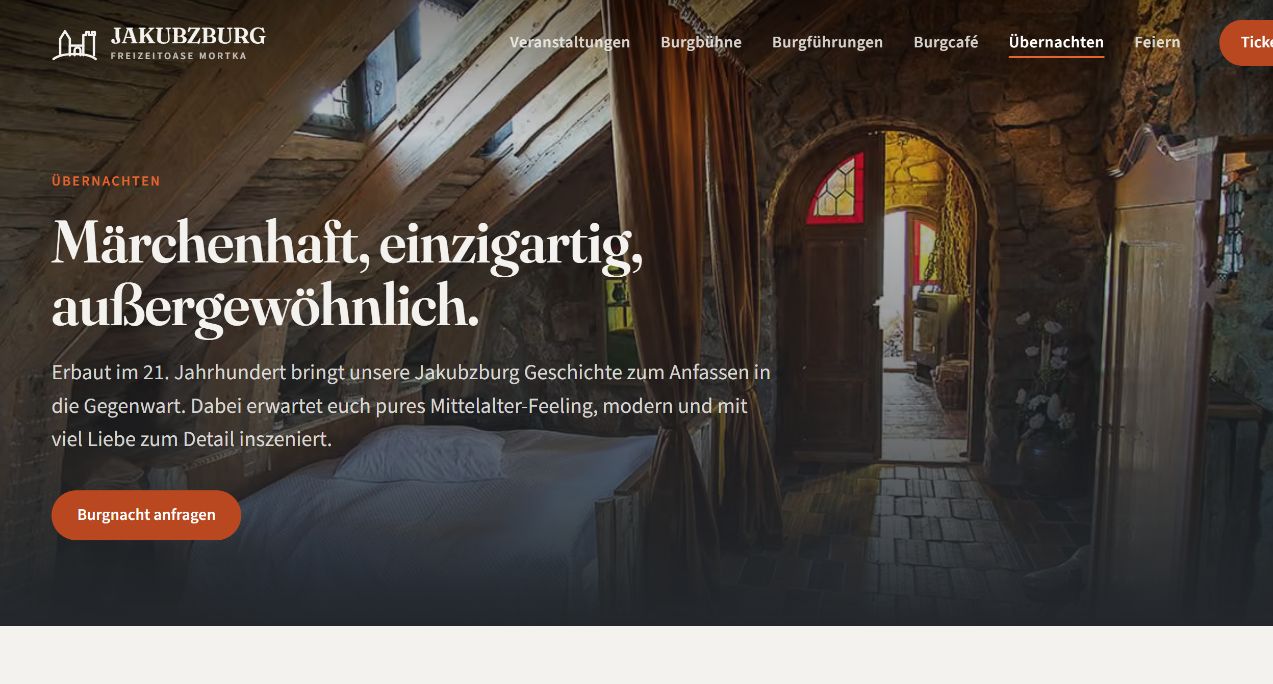 JAKUBZBURG
FREIZEITOASE MORTKA
Veranstaltungen Burgbühne Burgführungen Burgcafé Übernachten Feiern
ÜBERNACHTEN
Märchenhaft, einzigartig,
außergewöhnlich.
Erbaut im 21. Jahrhundert bringt unsere Jakubzburg Geschichte zum Anfassen in
die Gegenwart. Dabei erwartet euch pures Mittelalter-Feeling, modern und mit
viel Liebe zum Detail inszeniert.
Burgnacht anfragen